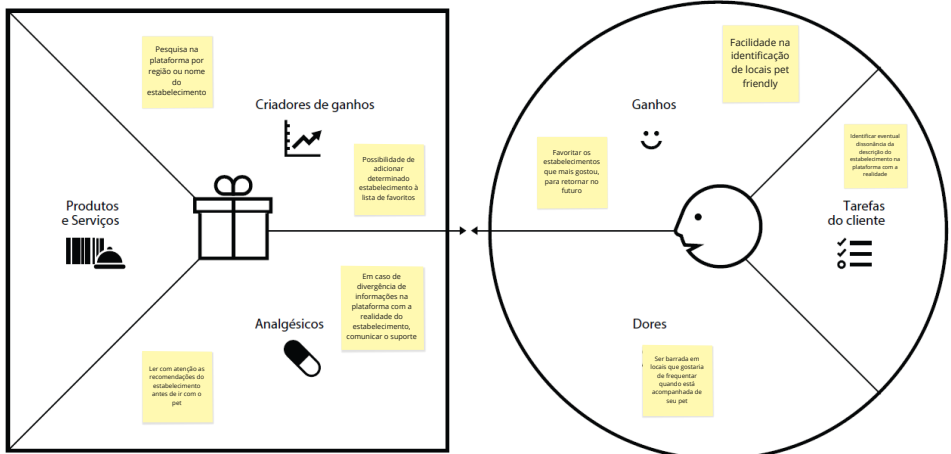 Pesquisa na
plataforma por
região ou nome
do
estabelecimento
Criadores de ganhos
Possibilidade de
adicionar
determinado
estabelecimento à
lista de favoritos
Produtos
e Serviços
Em caso de
divergência de
informações na
plataforma com a
realidade do
estabelecimento,
comunicar o suporte
Analgésicos
Ler com atenção as
recomendações do
estabelecimento
antes de ir com o
pet
Facilidade na
identificação
de locais pet
friendly
Ganhos
Favoritar os
estabelecimentos
que mais gostou,
para retornar no
futuro
Identificar eventual
dissonância da
descrição do
estabelecimento na
plataforma com a
realidade
Tarefas
do cliente
Dores
Ser barrada em
locais que gostaria
de frequentar
quando está
acompanhada de
seu pet